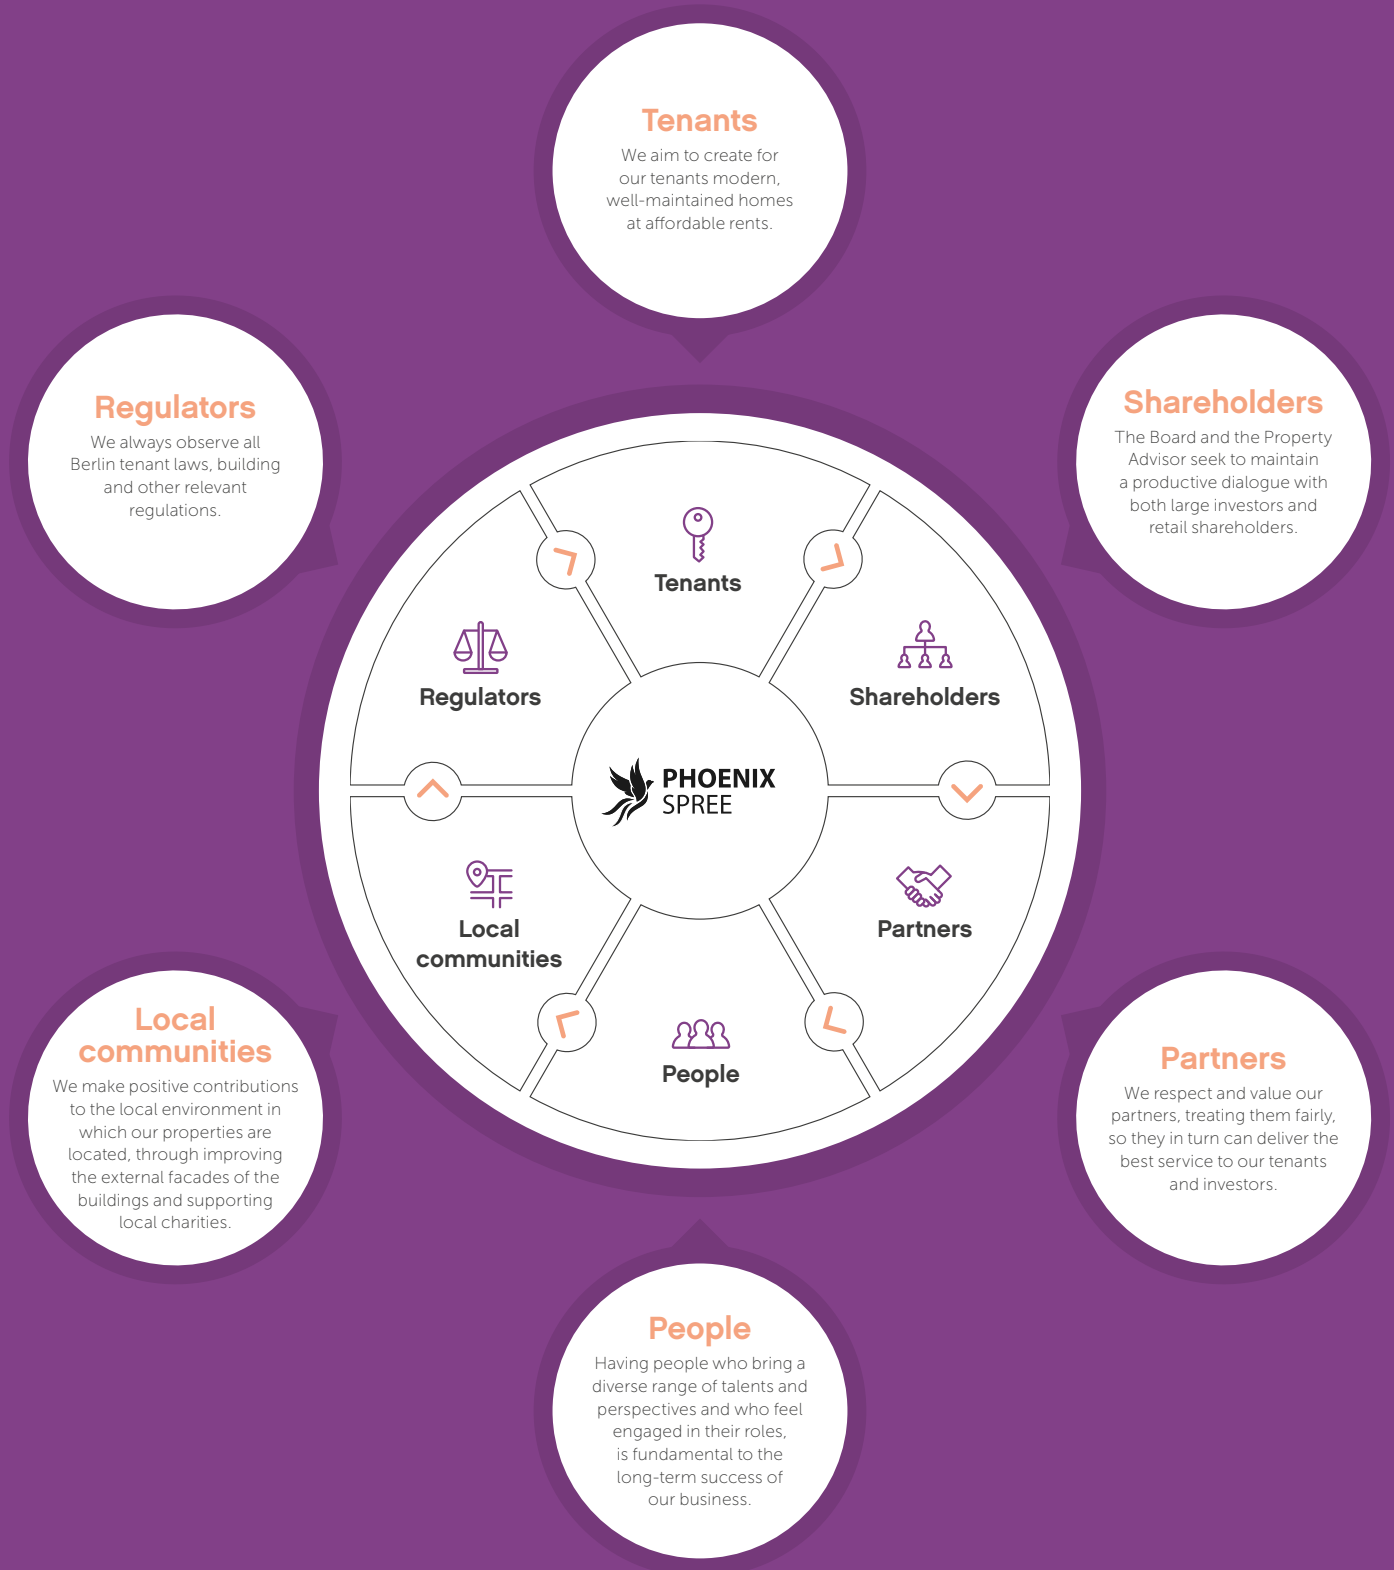 Tenants
We aim to create for
our tenants modern,
well-maintained homes
at affordable rents.
Regulators
We always observe all
Berlin tenant laws, building
and other relevant
regulations.
Shareholders
The Board and the Property
Advisor seek to maintain
a productive dialogue with
both large investors and
retail shareholders.
Tenants
Regulators
Shareholders
PHOENIX
SPREE
Local
communities
Partners
People
Local
communities
We make positive contributions
to the local environment in
which our properties are
located, through improving
the external facades of the
buildings and supporting
local charities.
Partners
We respect and value our
partners, treating them fairly,
so they in turn can deliver the
best service to our tenants
and investors.
People
Having people who bring a
diverse range of talents and
perspectives and who feel
engaged in their roles,
is fundamental to the
long-term success of
our business.